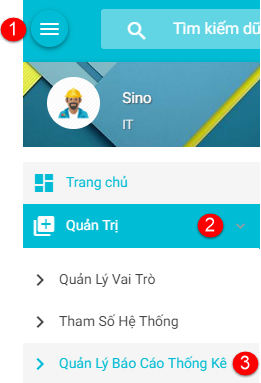 1
Tìm kiếm dữ
Sino
IT
Trang chủ
Quản Trị 2
Quản Lý Vai Trò
Tham Số Hệ Thống
Quản Lý Báo Cáo Thống Kê 3